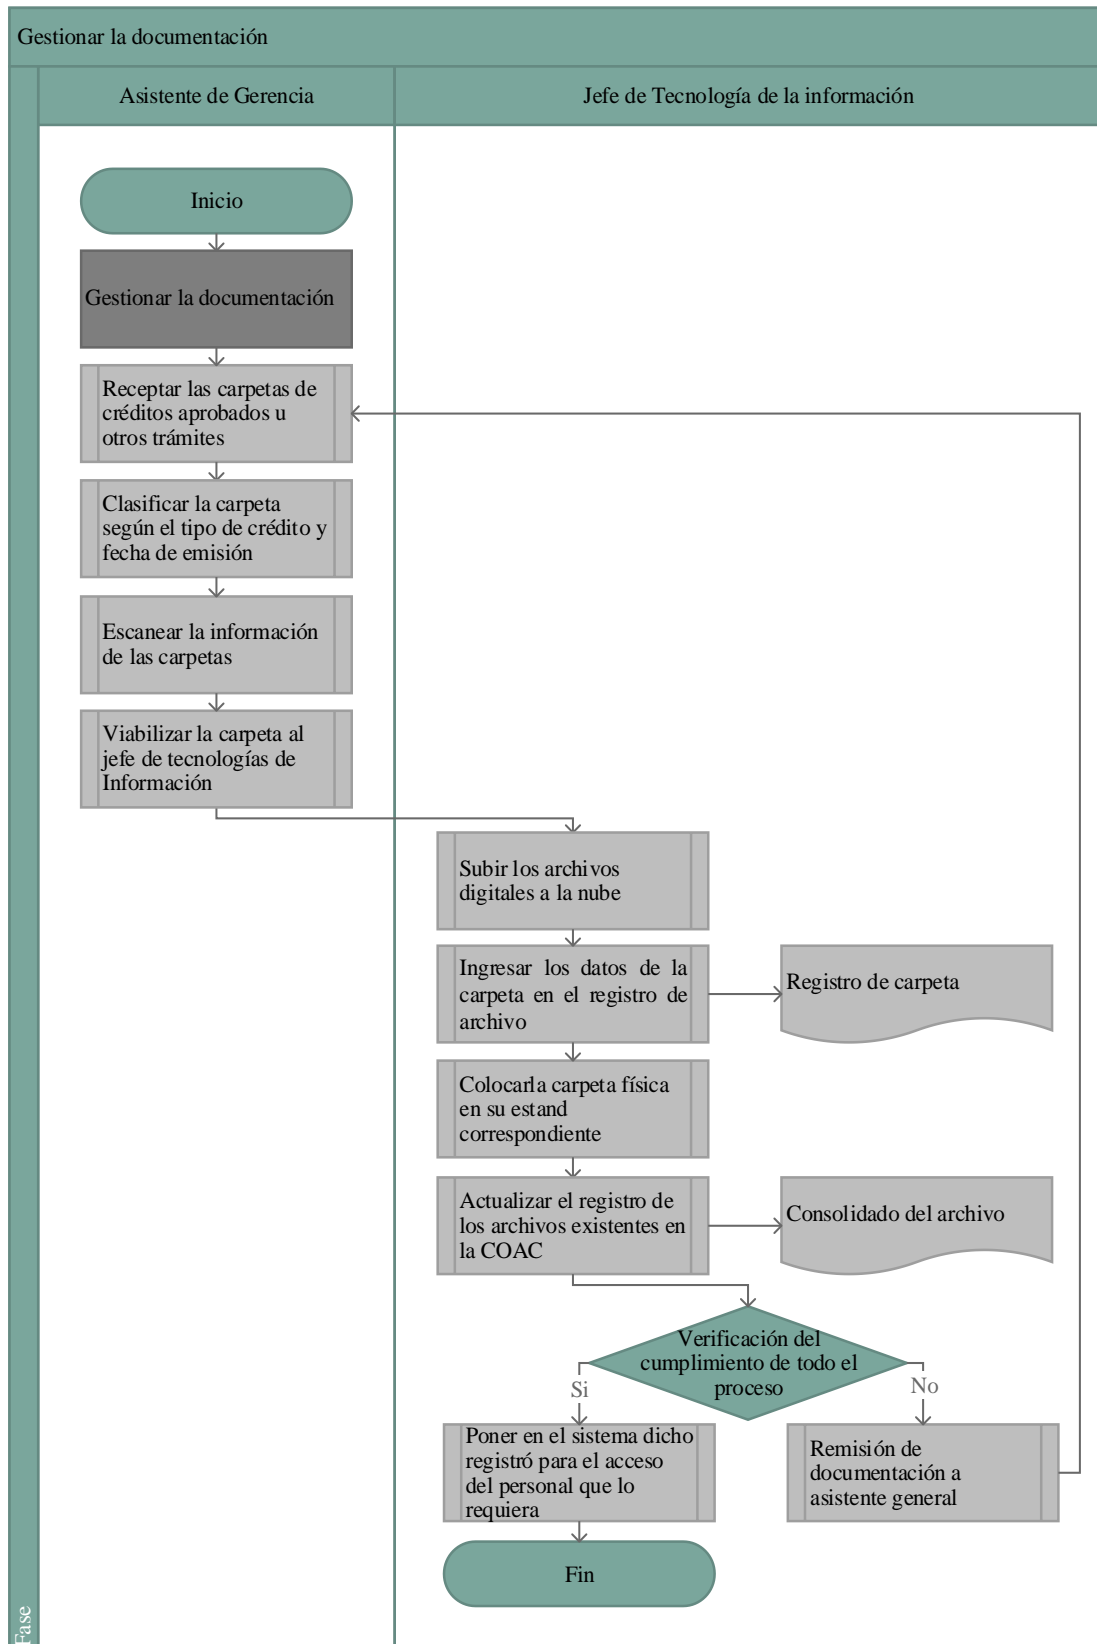 Gestionar la documentación
Asistente de Gerencia
Jefe de Tecnología de la información
Inicio
Gestionar la documentación
Receptar las carpetas de
créditos aprobados u
otros trámites
Clasificar la carpeta
según el tipo de crédito y
fecha de emisión
Escanear la información
de las carpetas
Viabilizar la carpeta al
jefe de tecnologías de
Información
Subir los archivos
digitales a la nube
Ingresar los datos de la
carpeta en el registro de
archivo
Registro de carpeta
Colocarla carpeta física
en su estand
correspondiente
Actualizar el registro de
los archivos existentes en
la COAC
Consolidado del archivo
Verificación del
cumplimiento de todo el
proceso
Si
No
Poner en el sistema dicho
registró para el acceso
del personal que lo
requiera
Remisión de
documentación a
asistente general
Fin
Fase